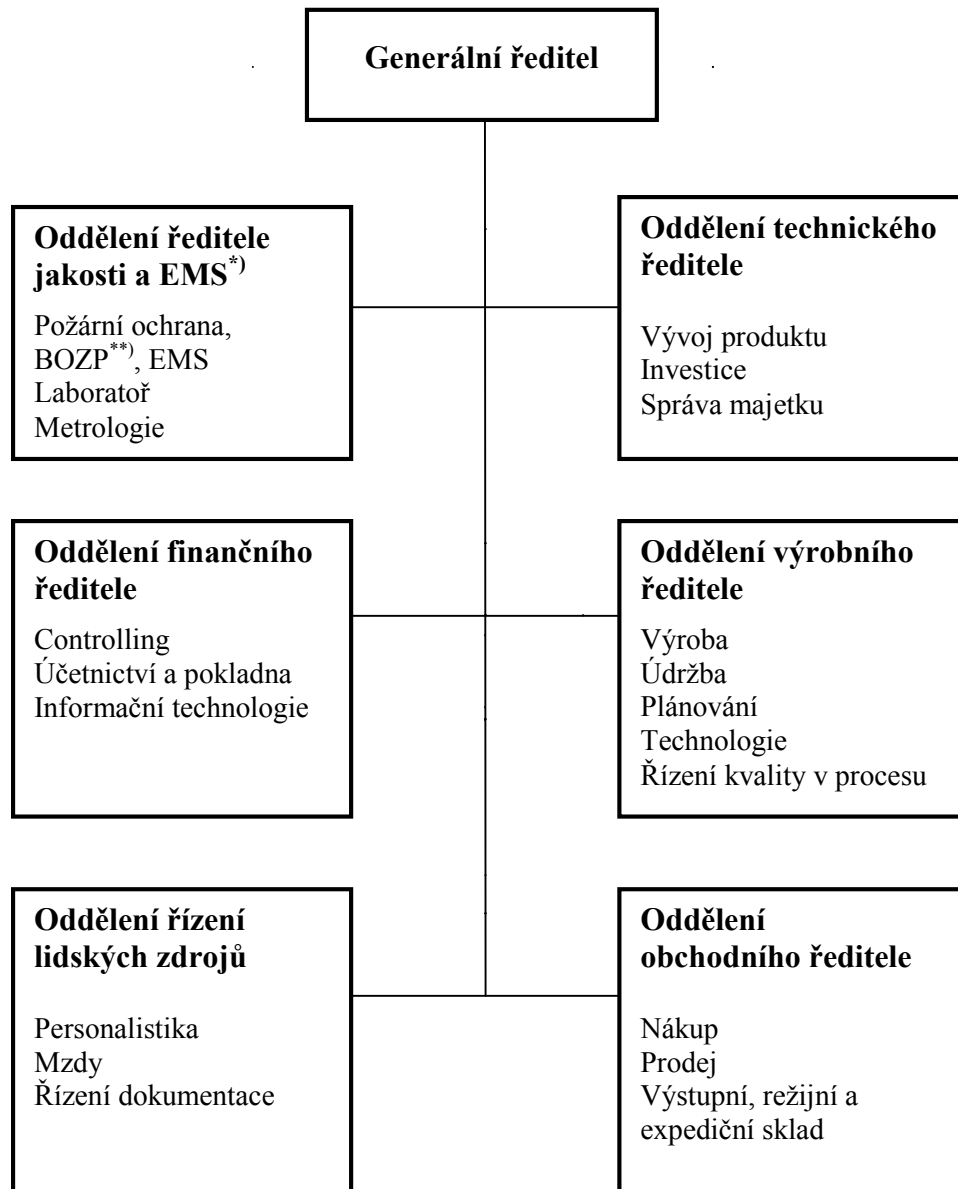 Generální ředitel
Oddělení ředitele
jakosti a EMS*)
Požární ochrana,
BOZP**), EMS
Laboratoř
Metrologie
Oddělení technického
ředitele
Vývoj produktu
Investice
Správa majetku
Oddělení finančního
ředitele
Controlling
Účetnictví a pokladna
Informační technologie
Oddělení výrobního
ředitele
Výroba
Údržba
Plánování
Technologie
Řízení kvality v procesu
Oddělení řízení
lidských zdrojů
Personalistika
Mzdy
Řízení dokumentace
Oddělení
obchodního ředitele
Nákup
Prodej
Výstupní, režijní a
expediční sklad